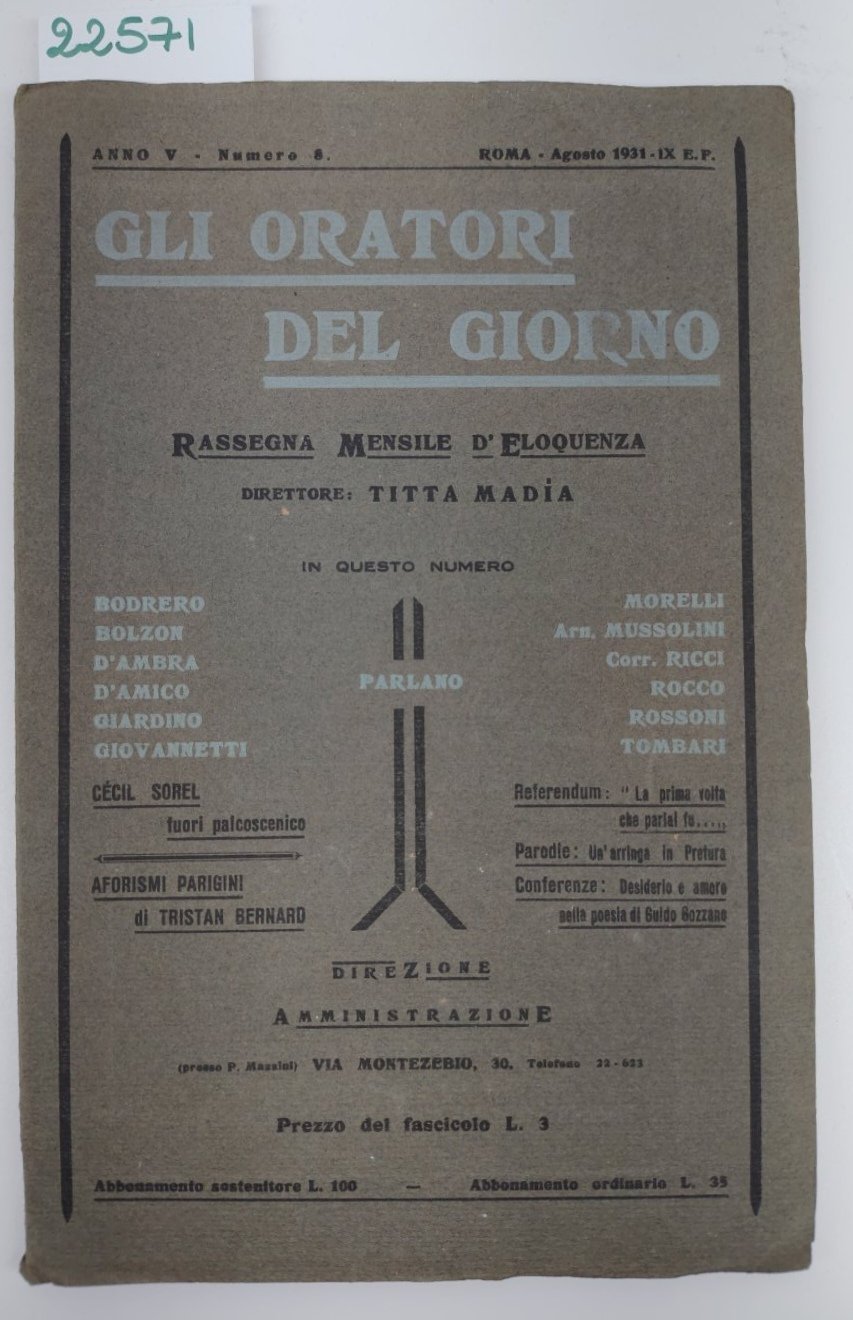 22571
ANNO V - Numero 8.
ROMA - Agosto 1931 - IX E.F.
GLI ORATORI
DEL GIORNO
RASSEGNA MENSILE D'ELOQUENZA
DIRETTORE: TITTA MADIA
IN QUESTO NUMERO
BODRERO
BOLZON
D'AMBRA
D'AMICO
GIARDINO
GIOVANNETTI
PARLANO
MORELLI
Arn. MUSSOLINI
Corr. RICCI
ROCCO
ROSSONI
TOMBARI
CÉCIL SOREL
fuori palcoscenico
AFORISMI PARIGINI
di TRISTAN BERNARD
Referendum: " La prima volta
che parlai fu.....
Parodie: Un'arringa in Pretura
Conferenze: Desiderio e amore
nella poesia di Guido Gozzano
DIREZIONE
AMMINISTRAZIONE
(presso P. Mazzini) VIA MONTEZEBIO, 30. Telefono 22-623
Prezzo del fascicolo L. 3
Abbonamento sostenitore L. 100 — Abbonamento ordinario L. 35